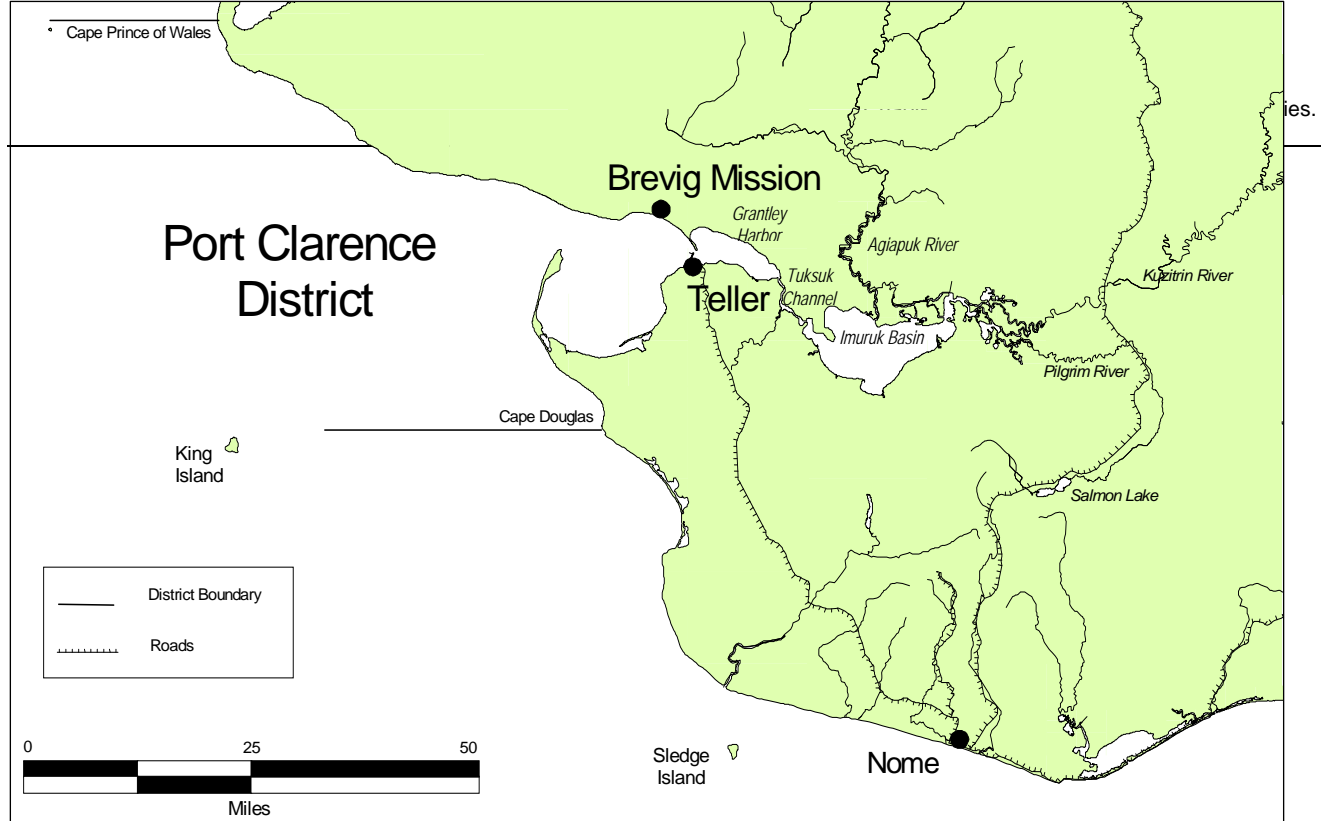 Cape Prince of Wales
ies.
Brevig Mission
Grantley
Harbor
Port Clarence
District
Agiapuk River
Tuksuk
Channel
Kuzitrin River
Teller
Imuruk Basin
Pilgrim River
Cape Douglas
King
Island
Salmon Lake
District Boundary
Roads
0 25 50
Miles
Sledge
Island
Nome